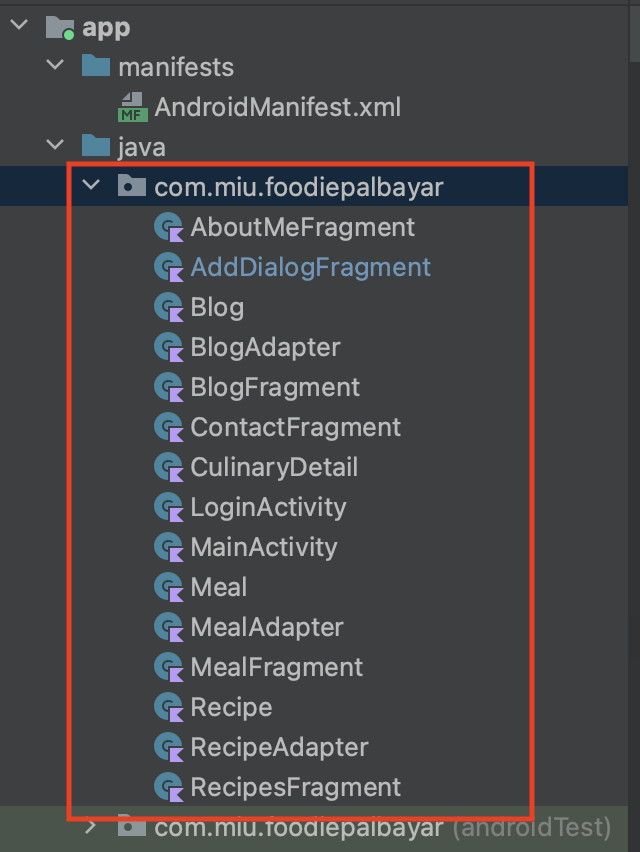 app
manifests
MF AndroidManifest.xml
java
com.miu.foodiepalbayar
AboutMeFragment
AddDialogFragment
Blog
BlogAdapter
BlogFragment
ContactFragment
CulinaryDetail
LoginActivity
MainActivity
Meal
MealAdapter
MealFragment
Recipe
RecipeAdapter
RecipesFragment
com.miu.foodiepalbayar (androidTest)